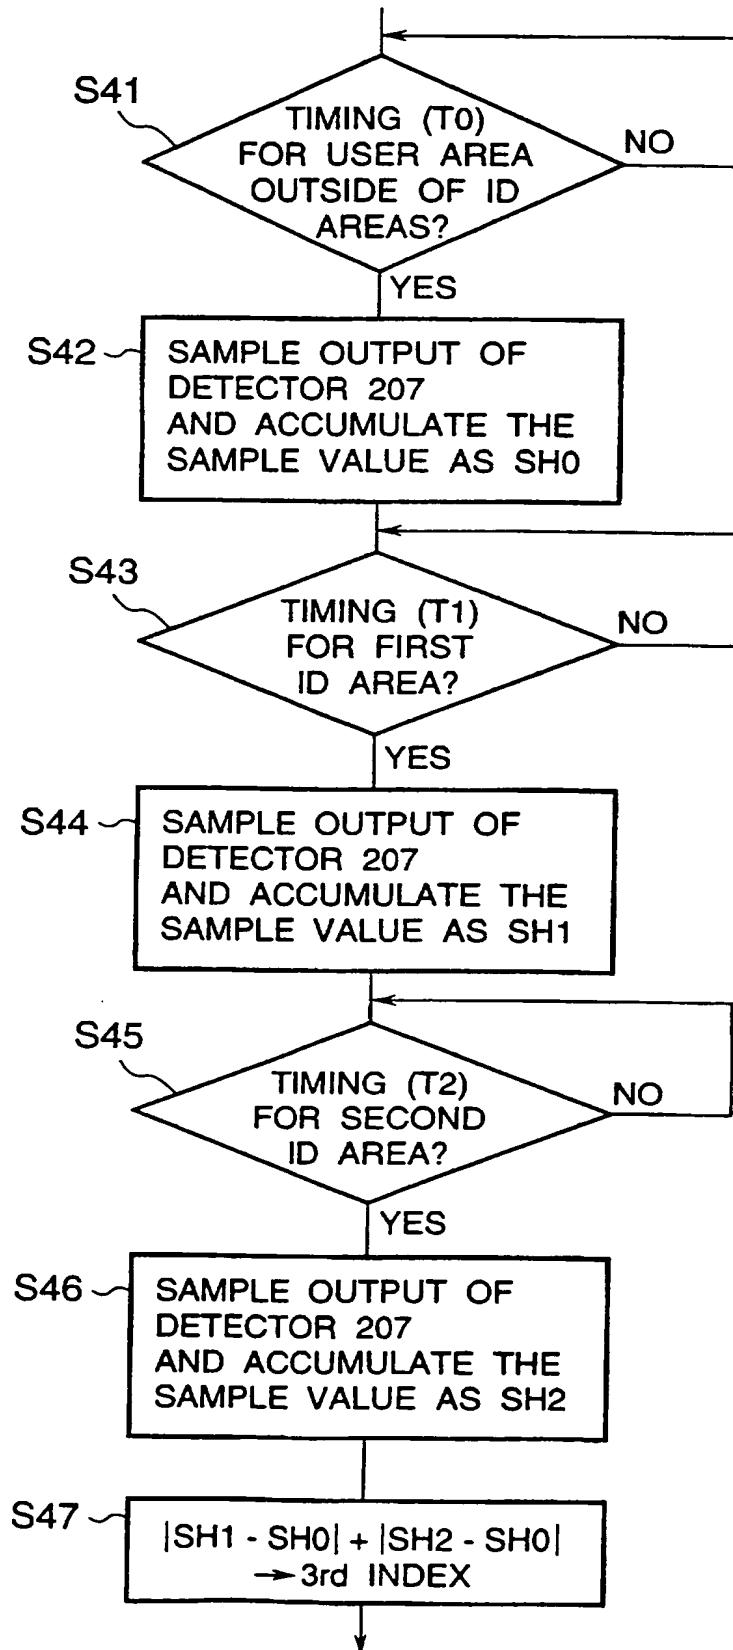 S41
TIMING (T0)
FOR USER AREA
OUTSIDE OF ID
AREAS?
NO
YES
S42
SAMPLE OUTPUT OF
DETECTOR 207
AND ACCUMULATE THE
SAMPLE VALUE AS SH0
S43
TIMING (T1)
FOR FIRST
ID AREA?
NO
YES
S44
SAMPLE OUTPUT OF
DETECTOR 207
AND ACCUMULATE THE
SAMPLE VALUE AS SH1
S45
TIMING (T2)
FOR SECOND
ID AREA?
NO
YES
S46
SAMPLE OUTPUT OF
DETECTOR 207
AND ACCUMULATE THE
SAMPLE VALUE AS SH2
S47
|SH1 - SH0| + |SH2 - SH0|
→ 3rd INDEX